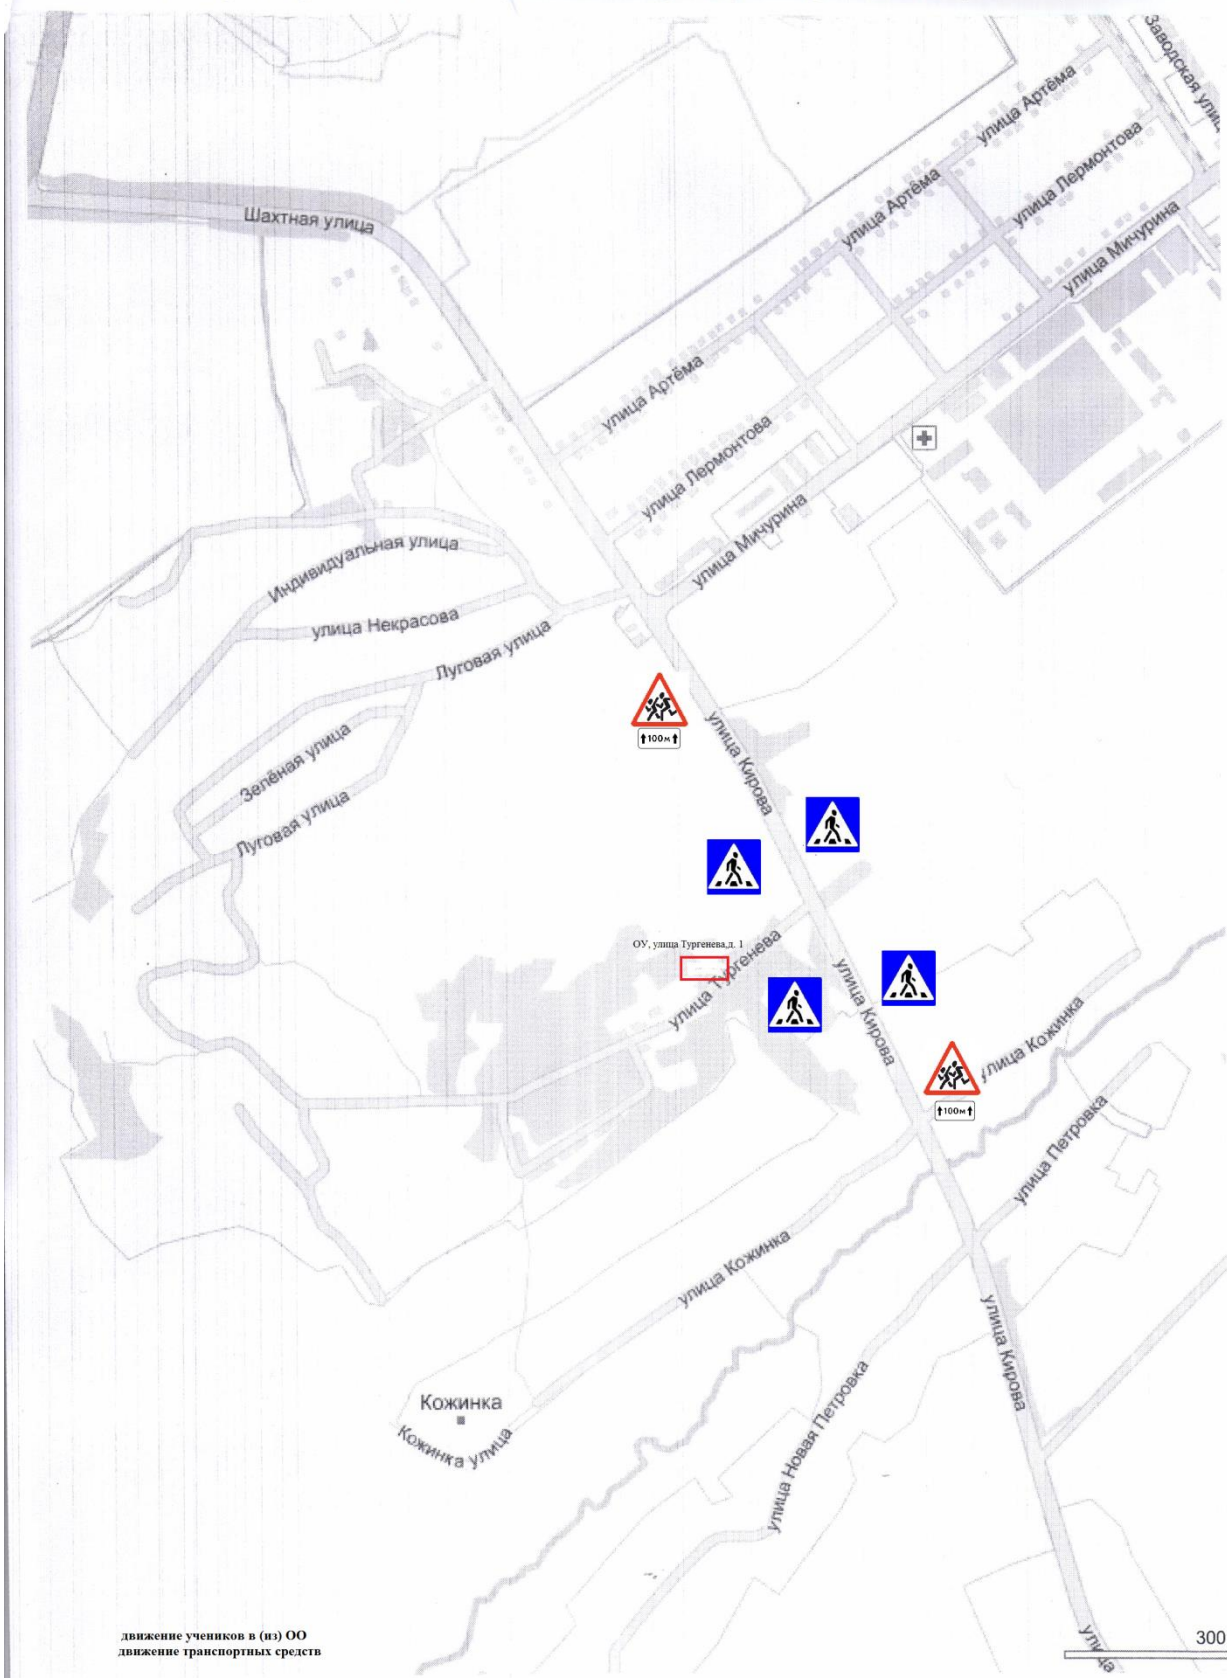 Заводская
улица Артёма
улица Лермонтова
улица Артёма
улица Мичурина
Шахтная улица
улица Артёма
улица Лермонтова
улица Мичурина
Индивидуальная улица
улица Некрасова
Луговая улица
100м
улица Кирова
Зелёная улица
Луговая улица
ОУ, улица Тургенева,д. 1
улица Тургенева
улица Кирова
улица Кожинка
100м
улица Петровка
улица Кожинка
улица Кирова
Кожинка
Кожинка улица
улица Новая Петровка
улица
движение учеников в (из) ОО
движение транспортных средств
300